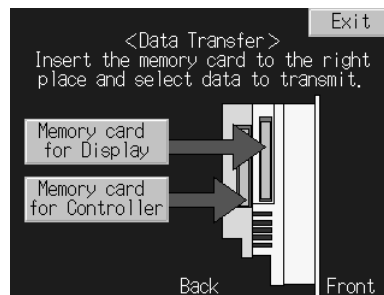 Exit
<Data Transfer>
Insert the memory card to the right
place and select data to transmit.
Memory card
for Display
Memory card
for Controller
Back
Front